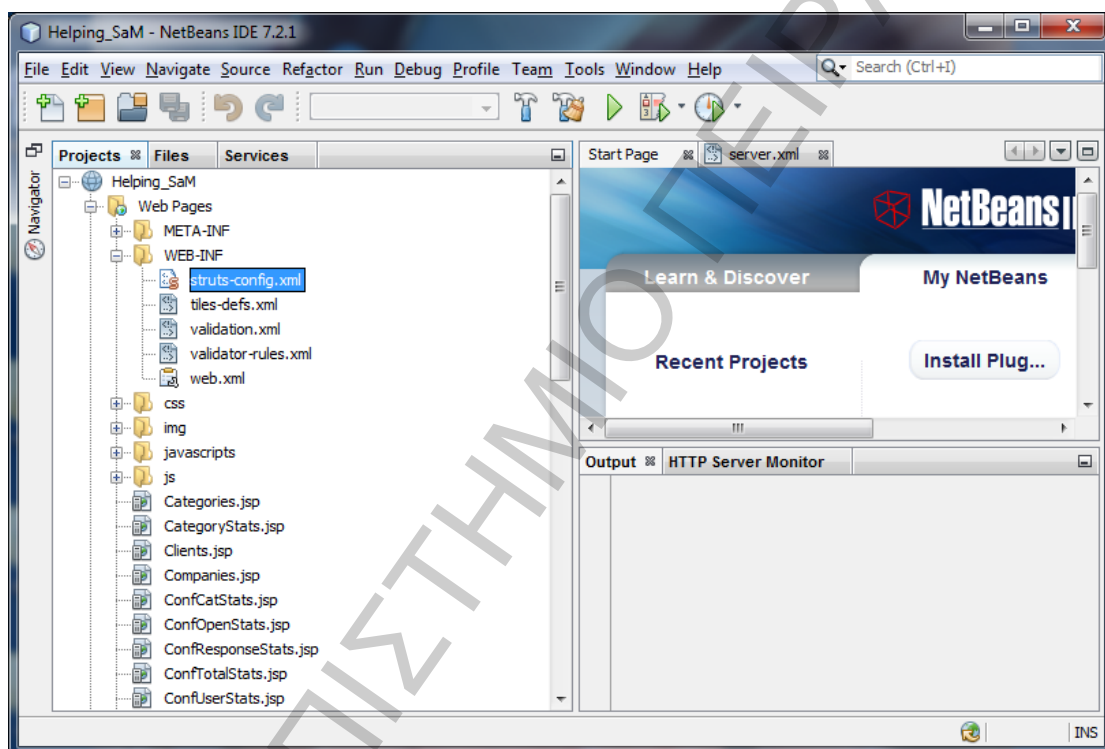 Helping_SaM - NetBeans IDE 7.2.1
File Edit View Navigate Source Refactor Run Debug Profile Team Tools Window Help
Search (Ctrl+I)
Projects Files Services
Navigator
Helping_SaM
Web Pages
META-INF
WEB-INF
struts-config.xml
tiles-defs.xml
validation.xml
validator-rules.xml
web.xml
css
img
javascripts
js
Categories.jsp
CategoryStats.jsp
Clients.jsp
Companies.jsp
ConfCatStats.jsp
ConfOpenStats.jsp
ConfResponseStats.jsp
ConfTotalStats.jsp
ConfUserStats.jsp
Start Page server.xml
NetBeans
Learn & Discover
My NetBeans
Recent Projects
Install Plug...
Output HTTP Server Monitor
INS